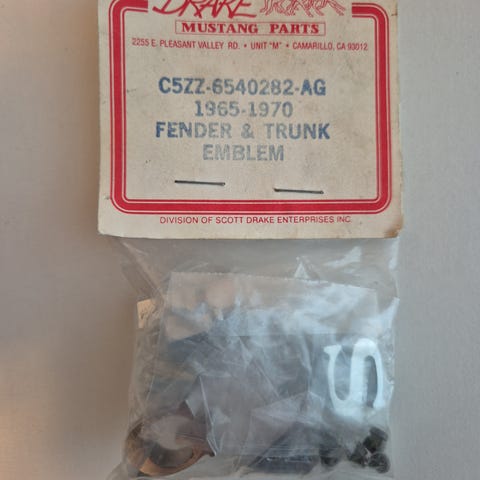 DRAKE
MUSTANG PARTS
2255 E. PLEASANT VALLEY RD. • UNIT "M" • CAMARILLO, CA 93012
C5ZZ-6540282-AG
1965-1970
FENDER & TRUNK
EMBLEM
DIVISION OF SCOTT DRAKE ENTERPRISES INC.
S